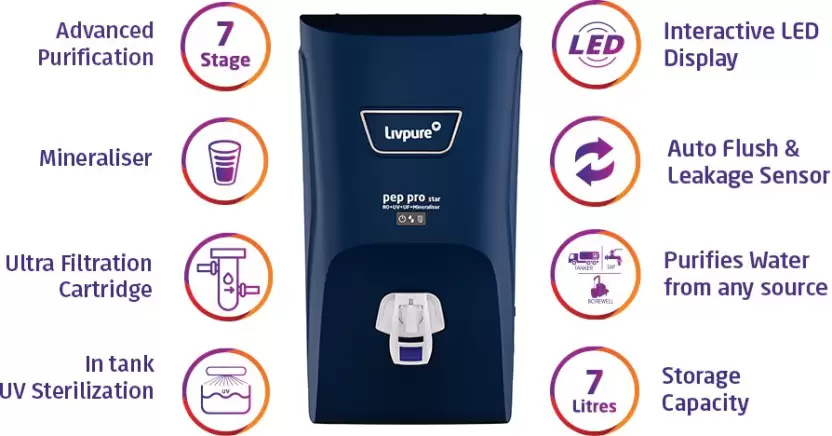 Advanced
Purification
7
Stage
Mineraliser
Ultra Filtration
Cartridge
In tank
UV Sterilization
UV
Livpure
pep pro star
RO+UV+UF+Mineraliser
LED
Interactive LED
Display
Auto Flush &
Leakage Sensor
TANKER
TAP
BOREWELL
Purifies Water
from any source
7
Litres
Storage
Capacity